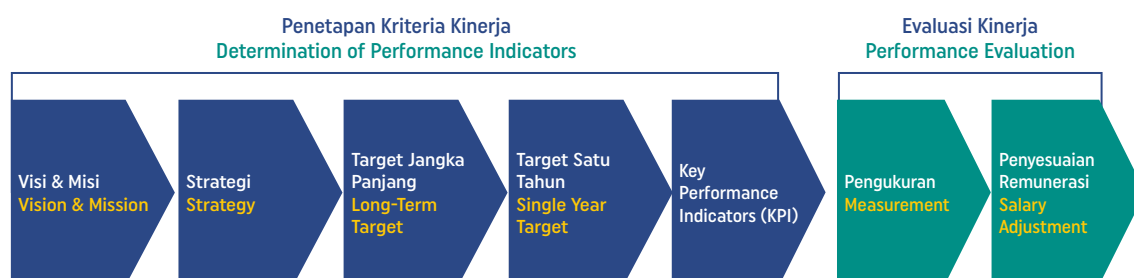 Penetapan Kriteria Kinerja
Determination of Performance Indicators
Evaluasi Kinerja
Performance Evaluation
Visi & Misi
Vision & Mission
Strategi
Strategy
Target Jangka
Panjang
Long-Term
Target
Target Satu
Tahun
Single Year
Target
Key
Performance
Indicators (KPI)
Pengukuran
Measurement
Penyesuaian
Remunerasi
Salary
Adjustment